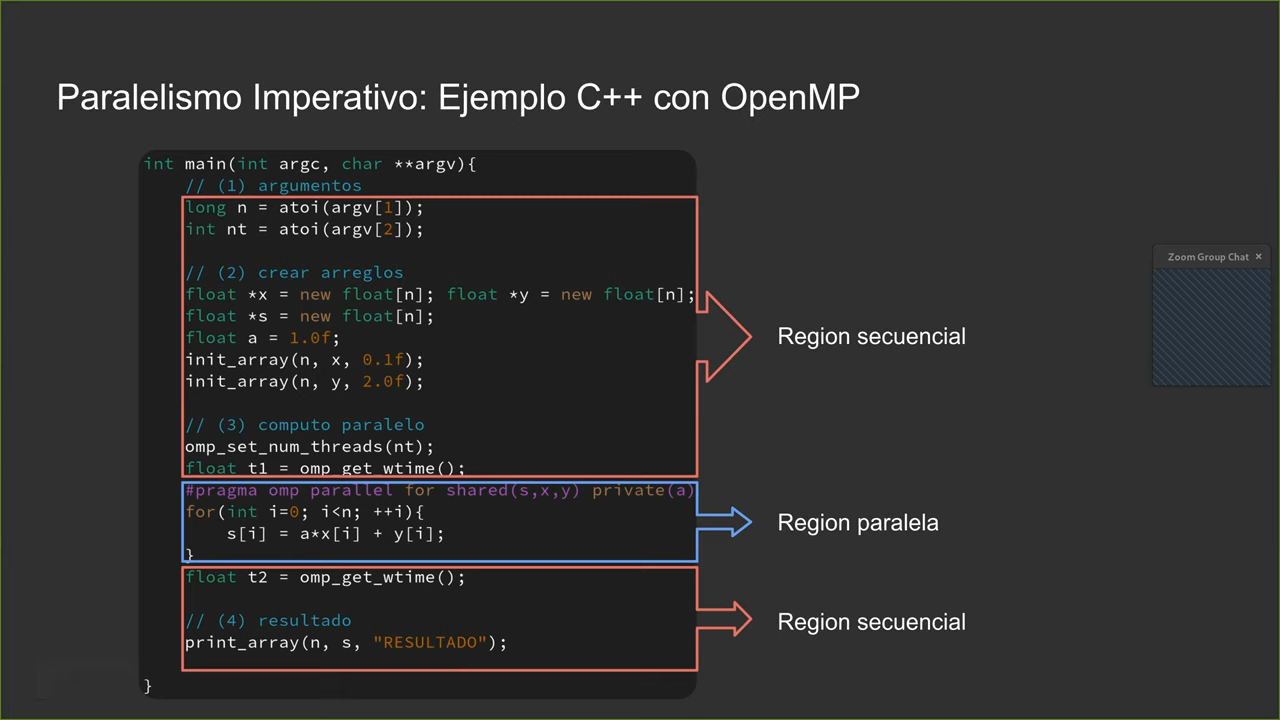 Paralelismo Imperativo: Ejemplo C++ con OpenMP
int main(int argc, char **argv){
// (1) argumentos
long n = atoi(argv[1]);
int nt = atoi(argv[2]);
// (2) crear arreglos
float *x = new float[n]; float *y = new float[n];
float *s = new float[n];
float a = 1.0f;
init_array(n, x, 0.1f);
init_array(n, y, 2.0f);
Region secuencial
// (3) computo paralelo
omp_set_num_threads(nt);
float t1 = omp_get_wtime();
#pragma omp parallel for shared(s,x,y) private(a)
for(int i=0; i<n; ++i){
s[i] = a*x[i] + y[i];
}
Region paralela
float t2 = omp_get_wtime();
// (4) resultado
print_array(n, s, "RESULTADO");
Region secuencial
}
Zoom Group Chat ×